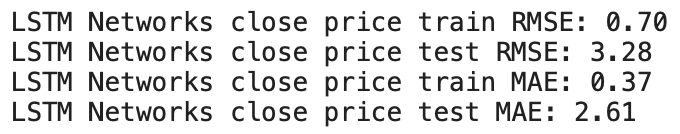 LSTM Networks close price train RMSE: 0.70
LSTM Networks close price test RMSE: 3.28
LSTM Networks close price train MAE: 0.37
LSTM Networks close price test MAE: 2.61